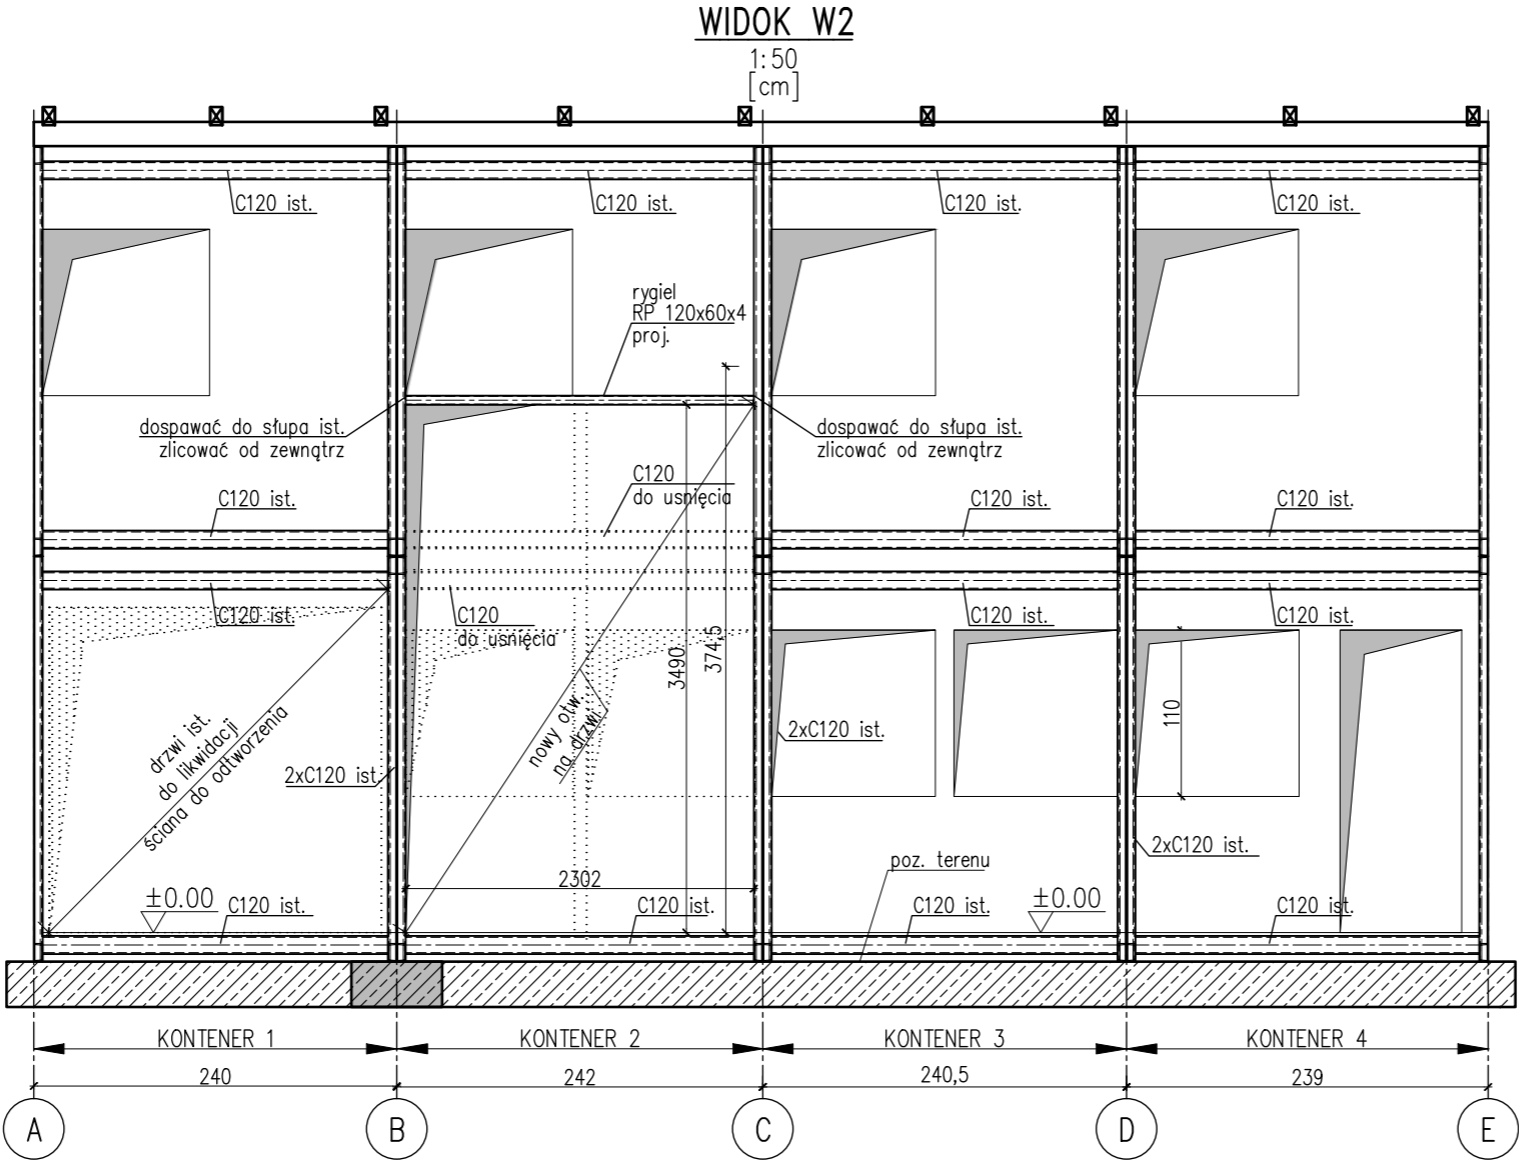 WIDOK W2
1:50
[cm]
C120 ist.
C120 ist.
C120 ist.
C120 ist.
rygiel
RP 120x60x4
proj.
dospawać do słupa ist.
zlicować od zewnątrz
dospawać do słupa ist.
zlicować od zewnątrz
C120
do usnięcia
C120 ist.
C120 ist.
C120 ist.
C120 ist.
C120
do usnięcia
C120 ist.
C120 ist.
3490
374,5
drzwi ist.
do likwidacji
ściana do odtworzenia
nowy otw.
na drzwi
2xC120 ist.
2xC120 ist.
110
2xC120 ist.
poz. terenu
2302
±0.00
C120 ist.
C120 ist.
C120 ist.
±0.00
C120 ist.
KONTENER 1
KONTENER 2
KONTENER 3
KONTENER 4
240
242
240,5
239
A
B
C
D
E